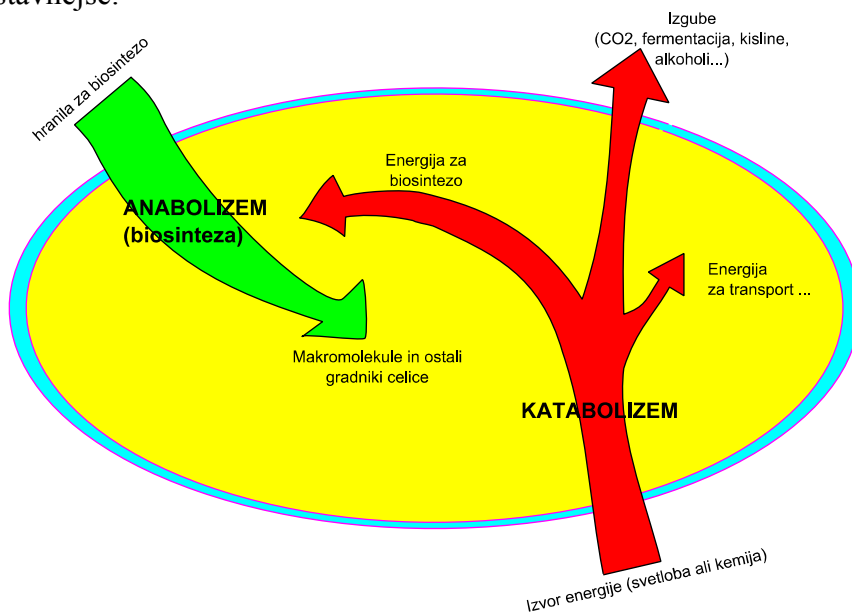 Izgube
(CO2, fermentacija, kisline,
alkoholi...)
hranila za biosintezo
Energija za
biosintezo
ANABOLIZEM
(biosinteza)
Energija
za transport ...
Makromolekule in ostali
gradniki celice
KATABOLIZEM
Izvor energije (svetloba ali kemija)